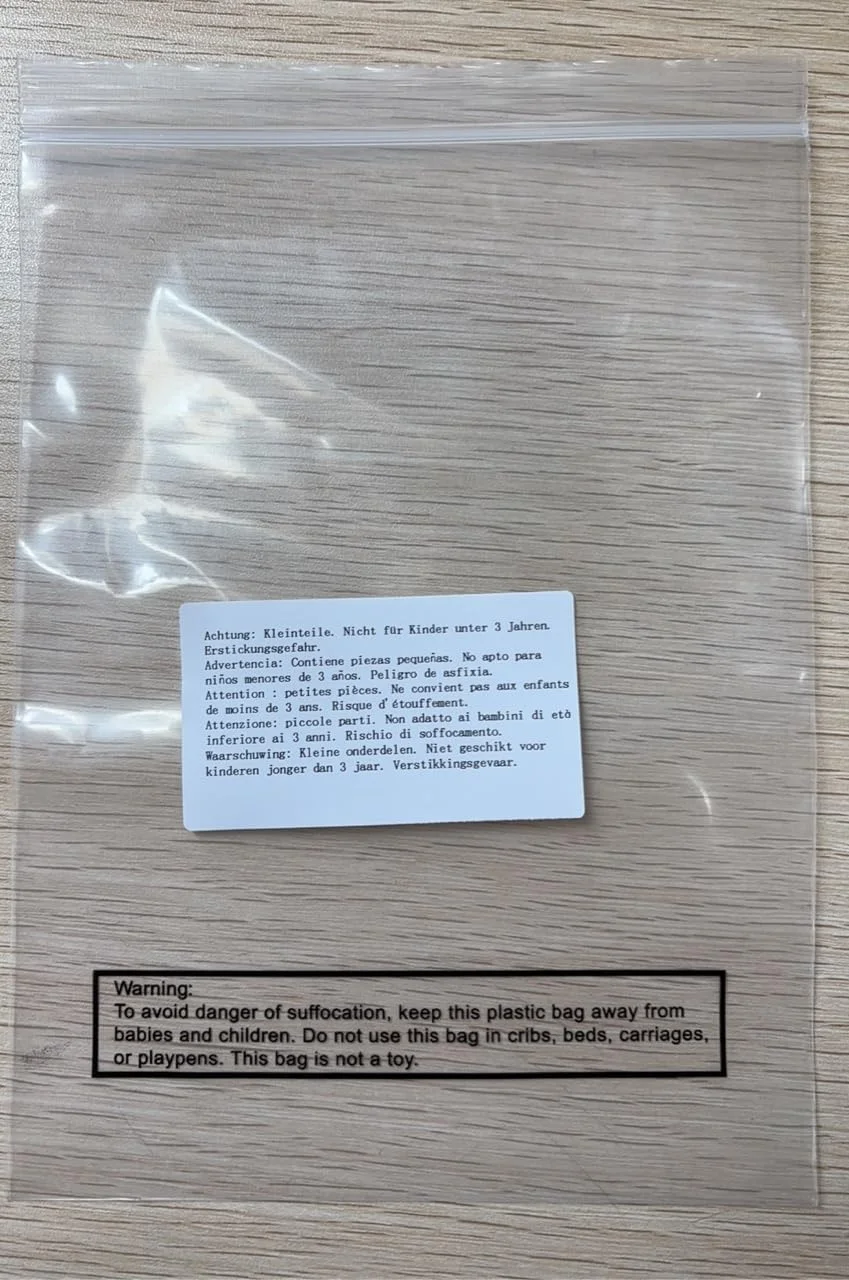 Achtung: Kleinteile. Nicht für Kinder unter 3 Jahren.
Erstickungsgefahr.
Advertencia: Contiene piezas pequeñas. No apto para
niños menores de 3 años. Peligro de asfixia.
Attention : petites pièces. Ne convient pas aux enfants
de moins de 3 ans. Risque d'étouffement.
Attenzione: piccole parti. Non adatto ai bambini di età
inferiore ai 3 anni. Rischio di soffocamento.
Waarschuwing: Kleine onderdelen. Niet geschikt voor
kinderen jonger dan 3 jaar. Verstikkingsgevaar.
Warning:
To avoid danger of suffocation, keep this plastic bag away from
babies and children. Do not use this bag in cribs, beds, carriages,
or playpens. This bag is not a toy.